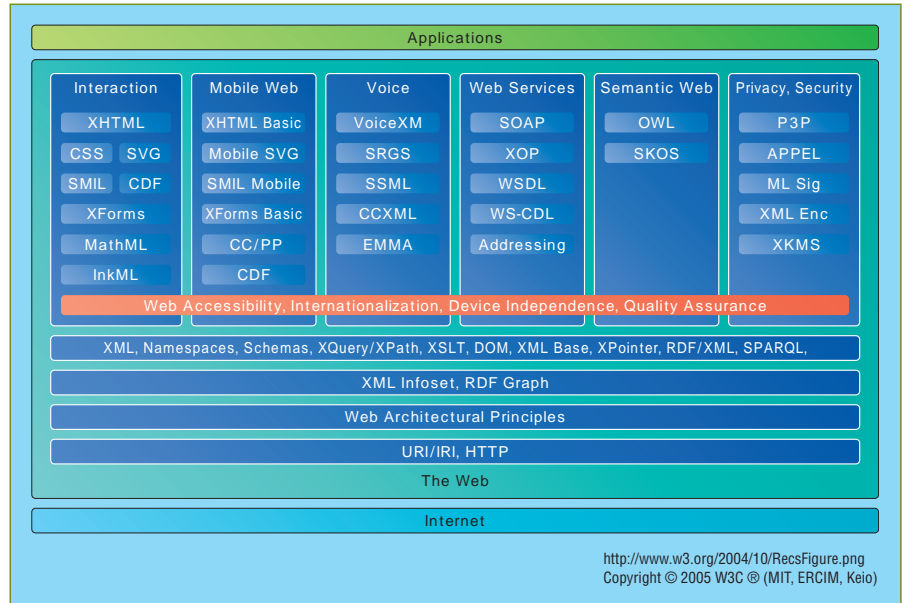 Applications
Interaction
XHTML
CSS SVG
SMIL CDF
XForms
MathML
InkML
Mobile Web
XHTML Basic
Mobile SVG
SMIL Mobile
XForms Basic
CC/PP
CDF
Voice
VoiceXM
SRGS
SSML
CCXML
EMMA
Web Services
SOAP
XOP
WSDL
WS-CDL
Addressing
Semantic Web
OWL
SKOS
Privacy, Security
P3P
APPEL
ML Sig
XML Enc
XKMS
Web Accessibility, Internationalization, Device Independence, Quality Assurance
XML, Namespaces, Schemas, XQuery/XPath, XSLT, DOM, XML Base, XPointer, RDF/XML, SPARQL,
XML Infoset, RDF Graph
Web Architectural Principles
URI/IRI, HTTP
The Web
Internet
http://www.w3.org/2004/10/RecsFigure.png
Copyright © 2005 W3C ® (MIT, ERCIM, Keio)